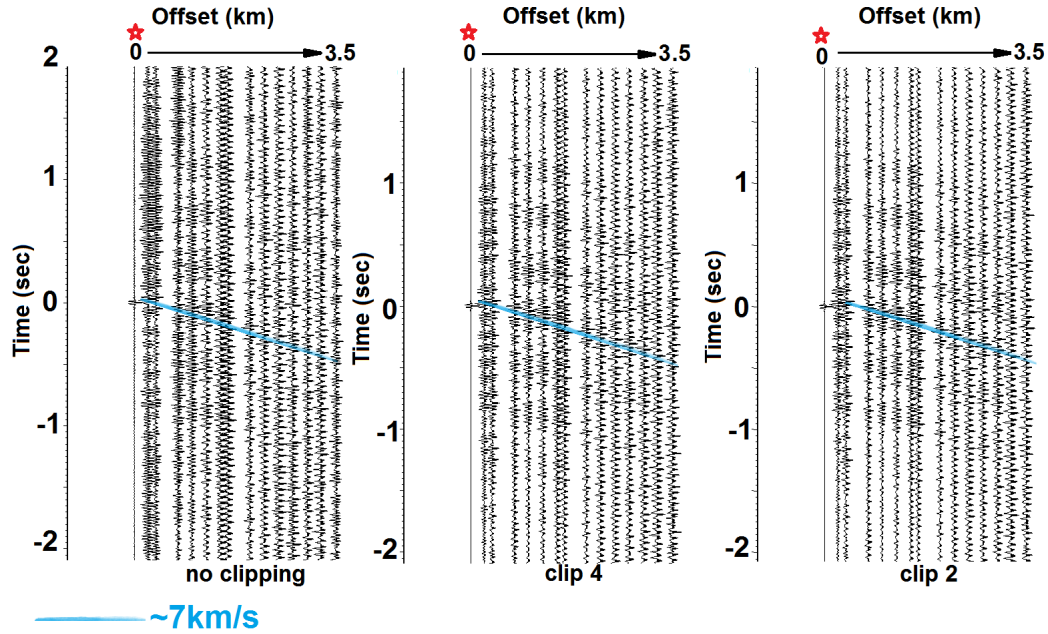 Offset (km)
0
3.5
2
1
0
-1
-2
Time (sec)
no clipping
Offset (km)
0
3.5
1
0
-1
-2
Time (sec)
clip 4
Offset (km)
0
3.5
1
0
-1
-2
Time (sec)
clip 2
~7km/s